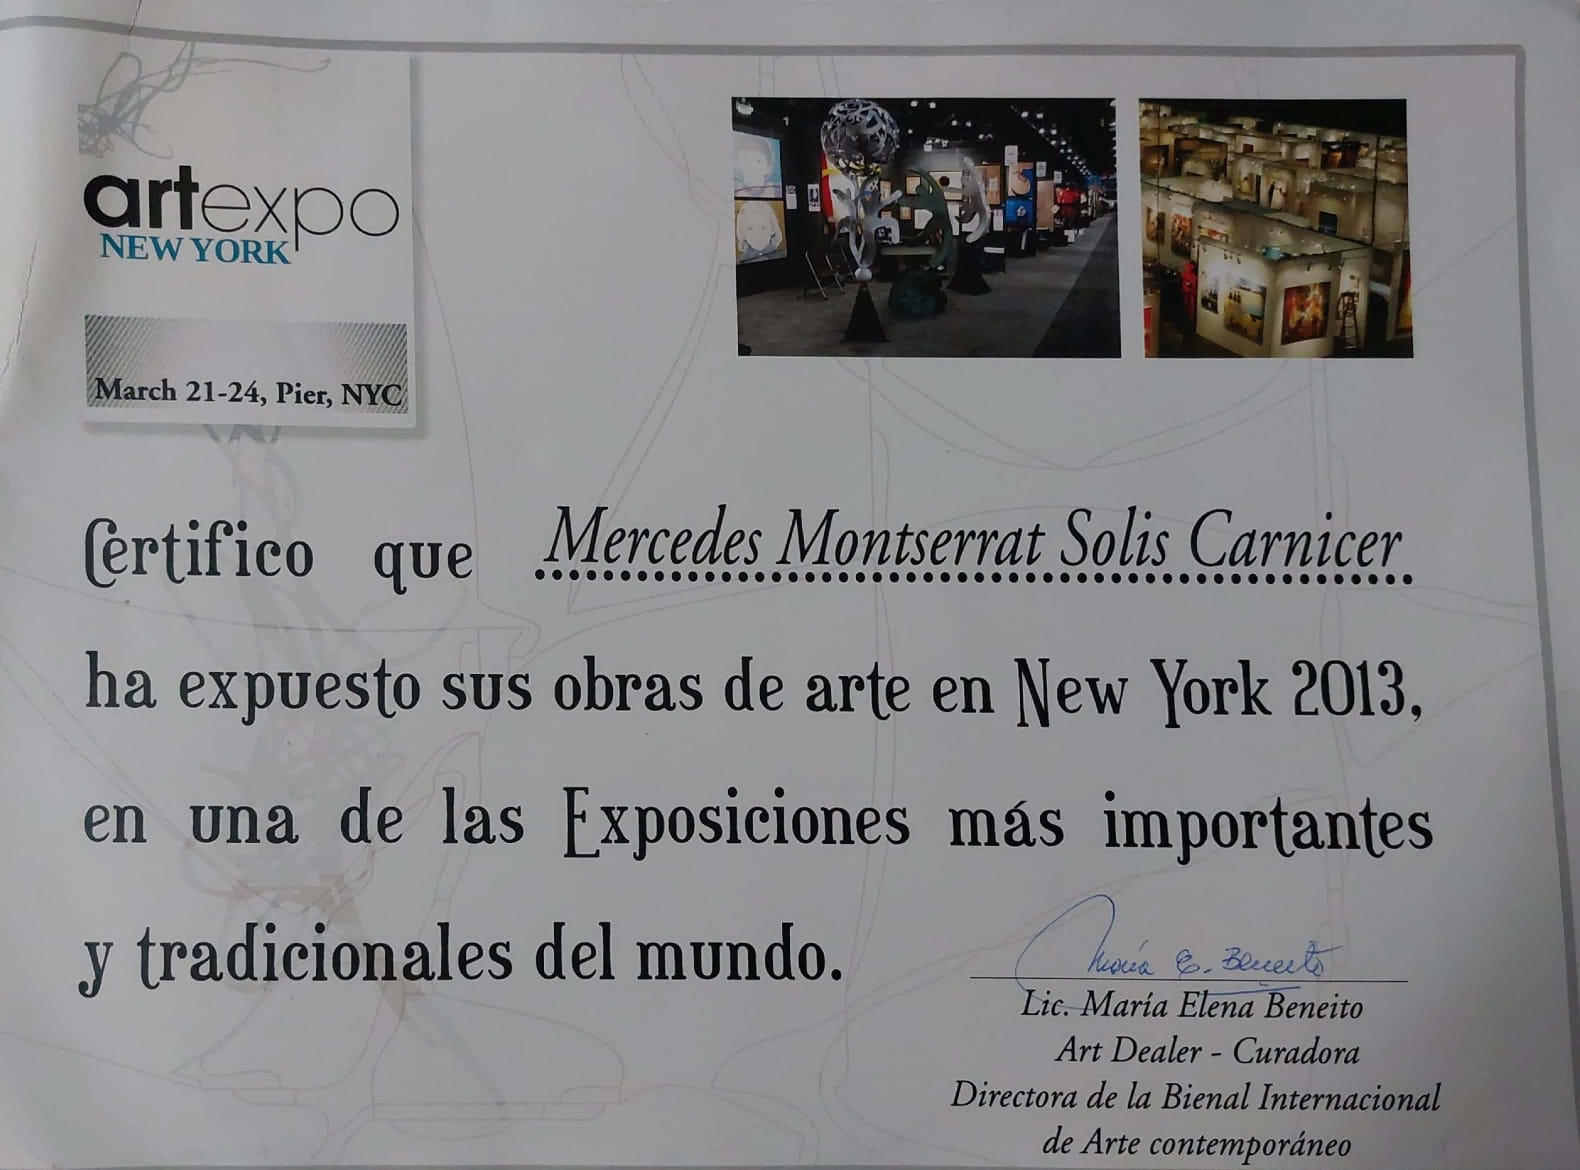 artexpo
NEW YORK
March 21-24, Pier, NYC
Certifico que Mercedes Montserrat Solis Carnicer
ha expuesto sus obras de arte en New York 2013,
en una de las Exposiciones más importantes
y tradicionales del mundo.
María E. Beneito
Lic. María Elena Beneito
Art Dealer - Curadora
Directora de la Bienal Internacional
de Arte contemporáneo